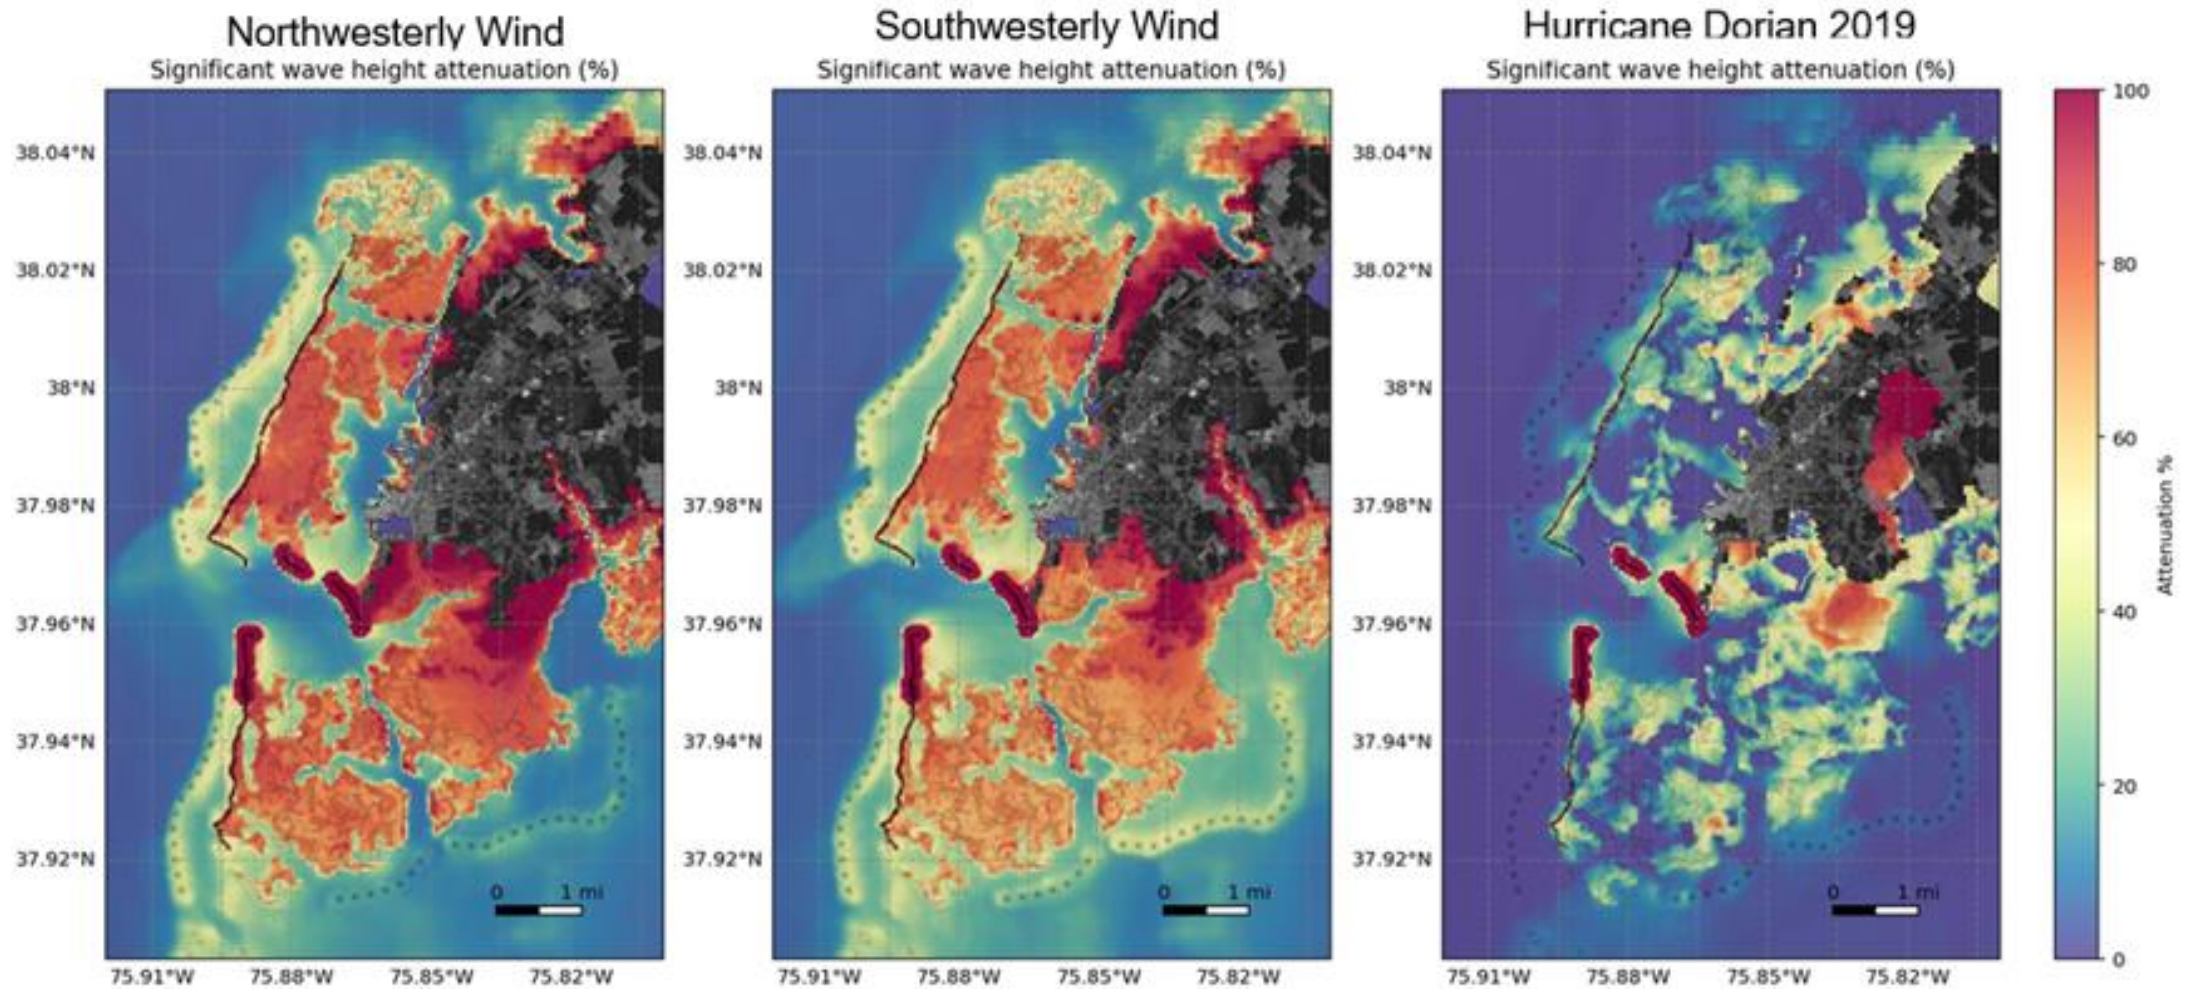 Northwesterly Wind
Significant wave height attenuation (%)
38.04°N
38.02°N
38°N
37.98°N
37.96°N
37.94°N
37.92°N
75.91°W 75.88°W 75.85°W 75.82°W
0 1 mi
Southwesterly Wind
Significant wave height attenuation (%)
38.04°N
38.02°N
38°N
37.98°N
37.96°N
37.94°N
37.92°N
75.91°W 75.88°W 75.85°W 75.82°W
0 1 mi
Hurricane Dorian 2019
Significant wave height attenuation (%)
38.04°N
38.02°N
38°N
37.98°N
37.96°N
37.94°N
37.92°N
75.91°W 75.88°W 75.85°W 75.82°W
0 1 mi
100
80
60
40
20
0
Attenuation %